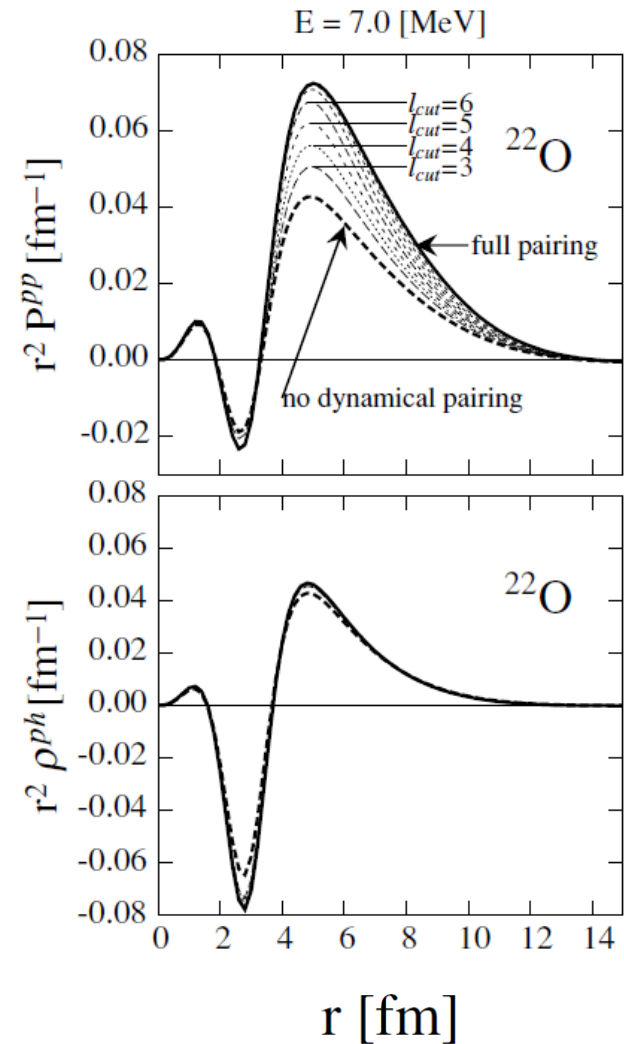 E = 7.0 [MeV]
r² Pᵖᵖ [fm⁻¹]
0.08
0.06
0.04
0.02
0.00
-0.02
l_cut=6
l_cut=5
l_cut=4
l_cut=3
²²O
full pairing
no dynamical pairing
r² ρᵖʰ [fm⁻¹]
0.08
0.06
0.04
0.02
0.00
-0.02
-0.04
-0.06
-0.08
²²O
0 2 4 6 8 10 12 14
r [fm]